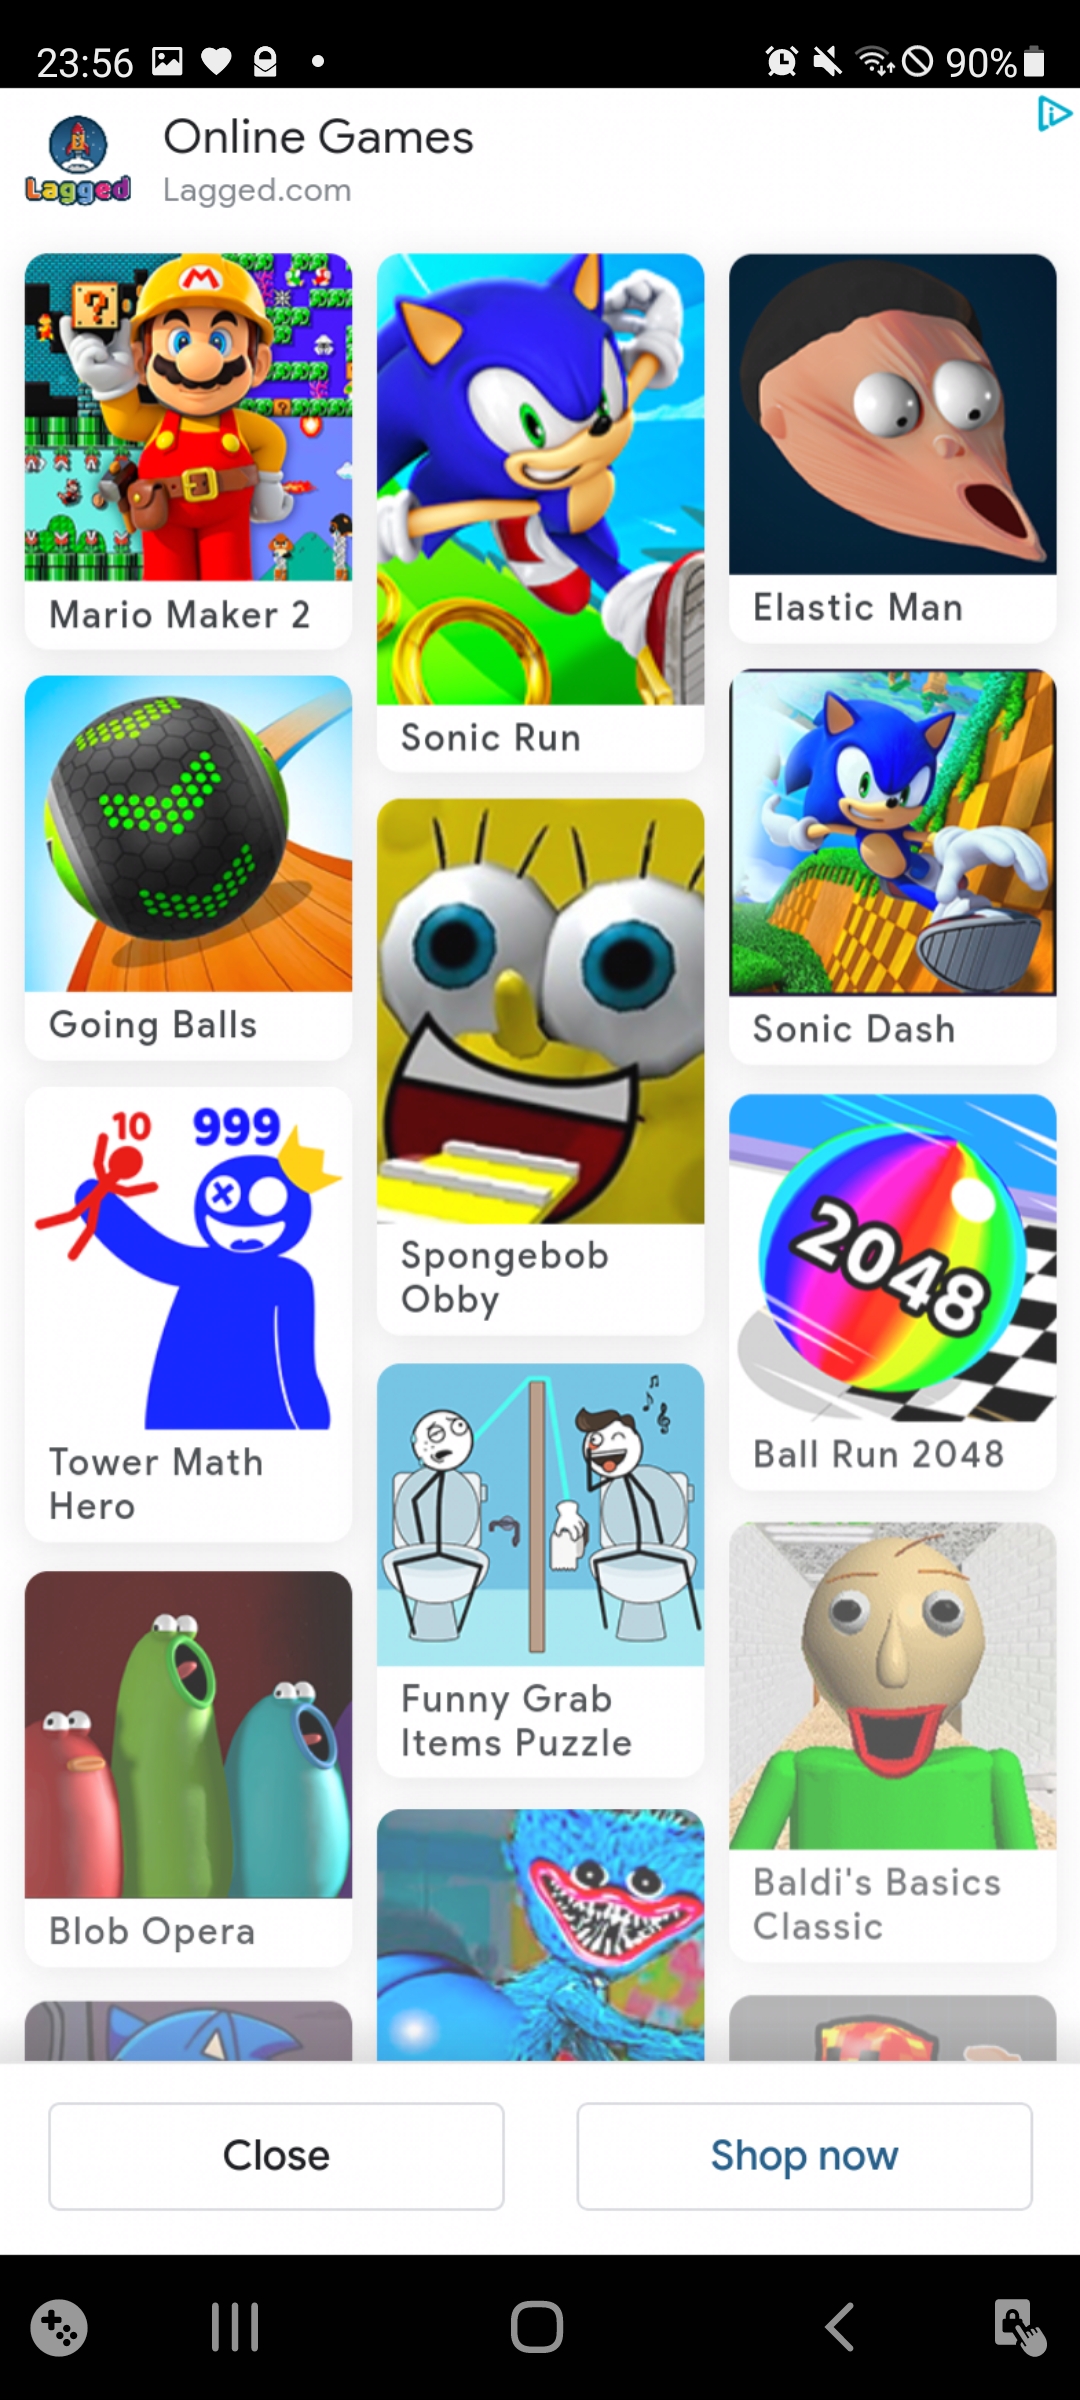 23:56
90%
Online Games
Lagged
Lagged.com
M
?
Mario Maker 2
Sonic Run
Elastic Man
Going Balls
Spongebob
Obby
Sonic Dash
10
999
Tower Math
Hero
2048
Ball Run 2048
Funny Grab
Items Puzzle
Blob Opera
Baldi's Basics
Classic
Close
Shop now